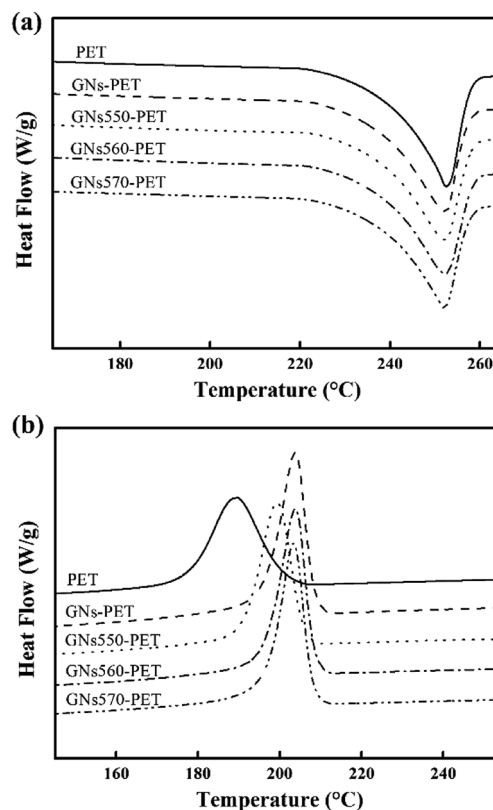 (a)
PET
GNs-PET
GNs550-PET
GNs560-PET
GNs570-PET
Heat Flow (W/g)
180 200 220 240 260
Temperature (°C)
(b)
PET
GNs-PET
GNs550-PET
GNs560-PET
GNs570-PET
Heat Flow (W/g)
160 180 200 220 240
Temperature (°C)